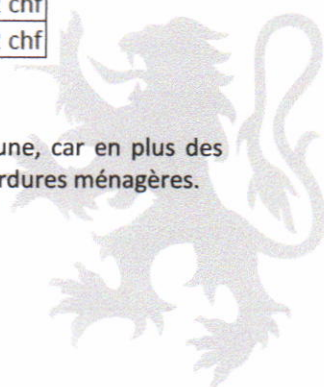 chf
chf
une, car en plus des
rdures ménagères.